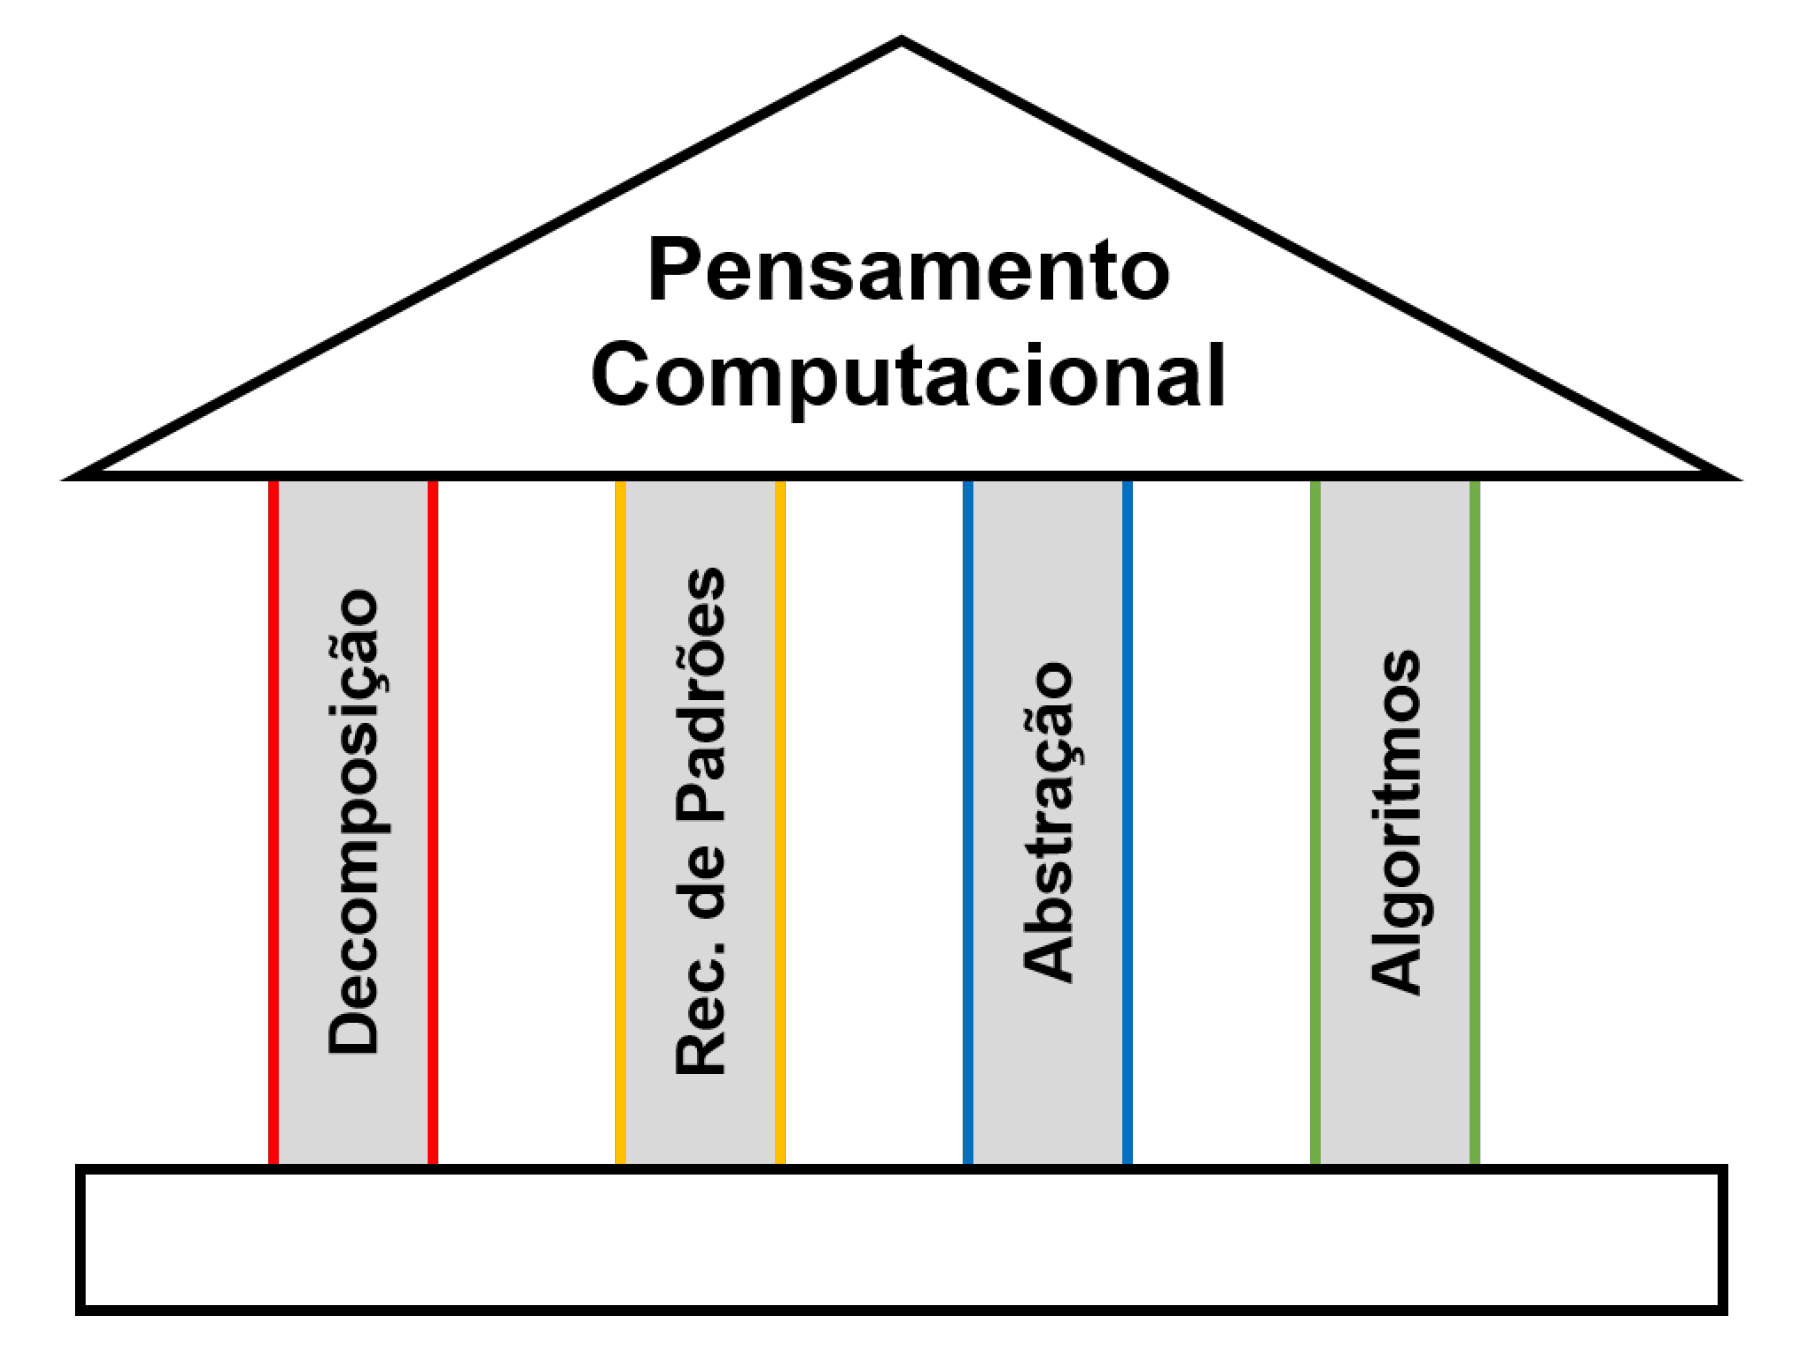 Pensamento
Computacional
Decomposição
Rec. de Padrões
Abstração
Algoritmos